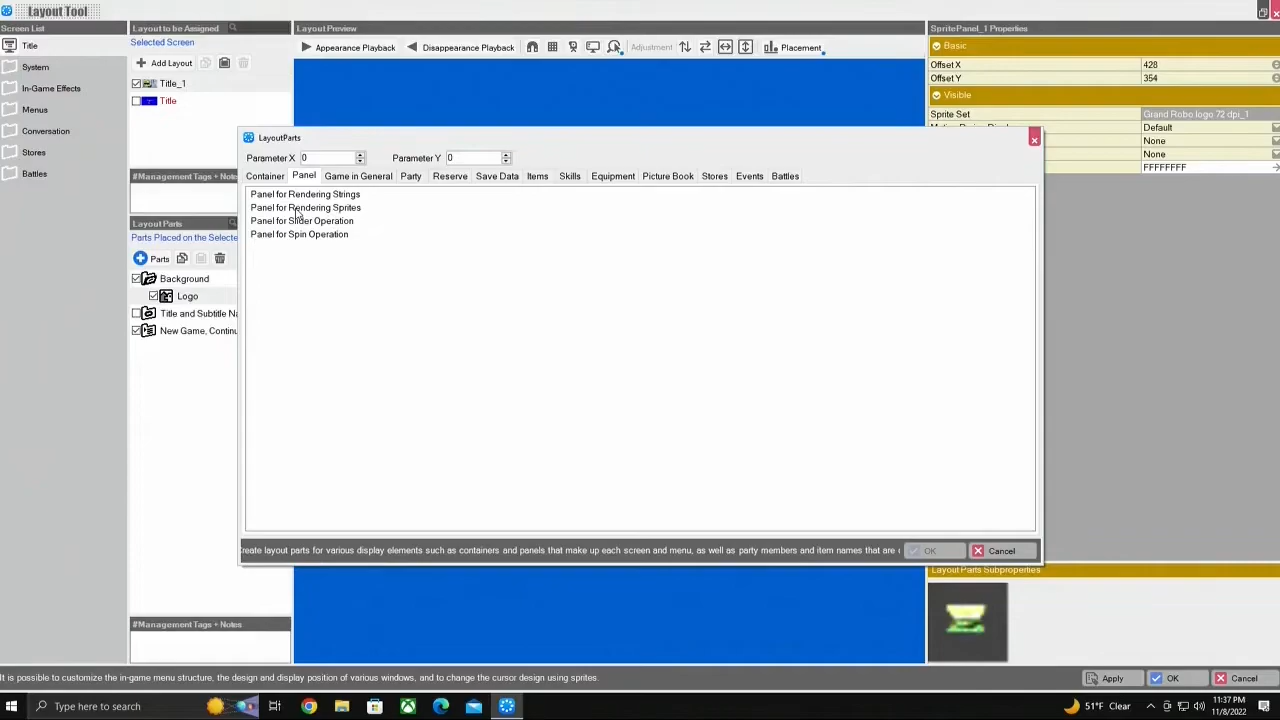 Layout Tool
Screen List
Title
System
In-Game Effects
Menus
Conversation
Stores
Battles
Layout to be Assigned
Selected Screen
Add Layout
Title_1
Title
#Management Tags + Notes
Layout Parts
Parts Placed on the Selecte
Parts
Background
Logo
Title and Subtitle Na
New Game, Continu
#Management Tags + Notes
Layout Preview
Appearance Playback
Disappearance Playback
Adjustment
Placement
LayoutParts
Parameter X 0 Parameter Y 0
Container Panel Game in General Party Reserve Save Data Items Skills Equipment Picture Book Stores Events Battles
Panel for Rendering Strings
Panel for Rendering Sprites
Panel for Slider Operation
Panel for Spin Operation
reate layout parts for various display elements such as containers and panels that make up each screen and menu, as well as party members and item names that are
OK Cancel
SpritePanel_1 Properties
Basic
Offset X 428
Offset Y 354
Visible
Sprite Set Grand Robo logo 72 dpi_1
Default
None
None
FFFFFFFF
Layout Parts Subproperties
It is possible to customize the in-game menu structure, the design and display position of various windows, and to change the cursor design using sprites.
Apply OK Cancel
Type here to search
51°F Clear
11:37 PM
11/8/2022